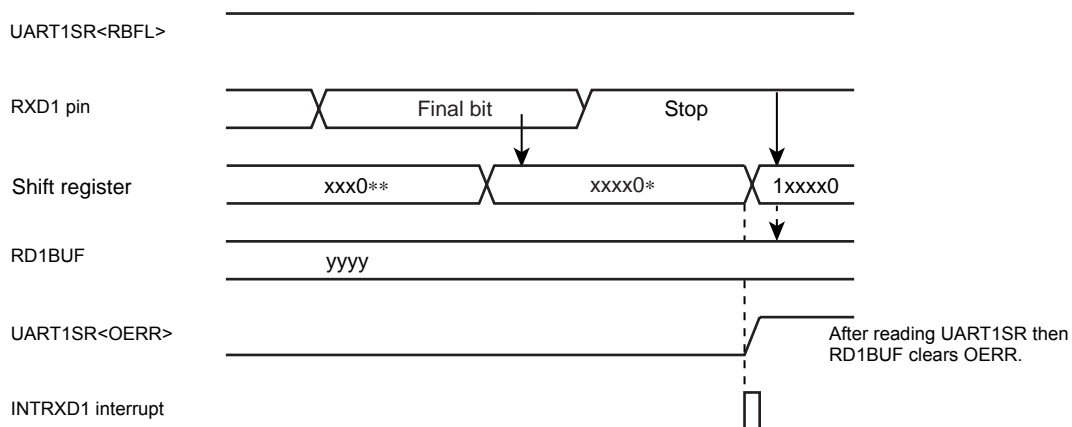 UART1SR<RBFL>
RXD1 pin
Final bit
Stop
Shift register
xxx0**
xxxx0*
1xxxx0
RD1BUF
yyyy
UART1SR<OERR>
After reading UART1SR then
RD1BUF clears OERR.
INTRXD1 interrupt